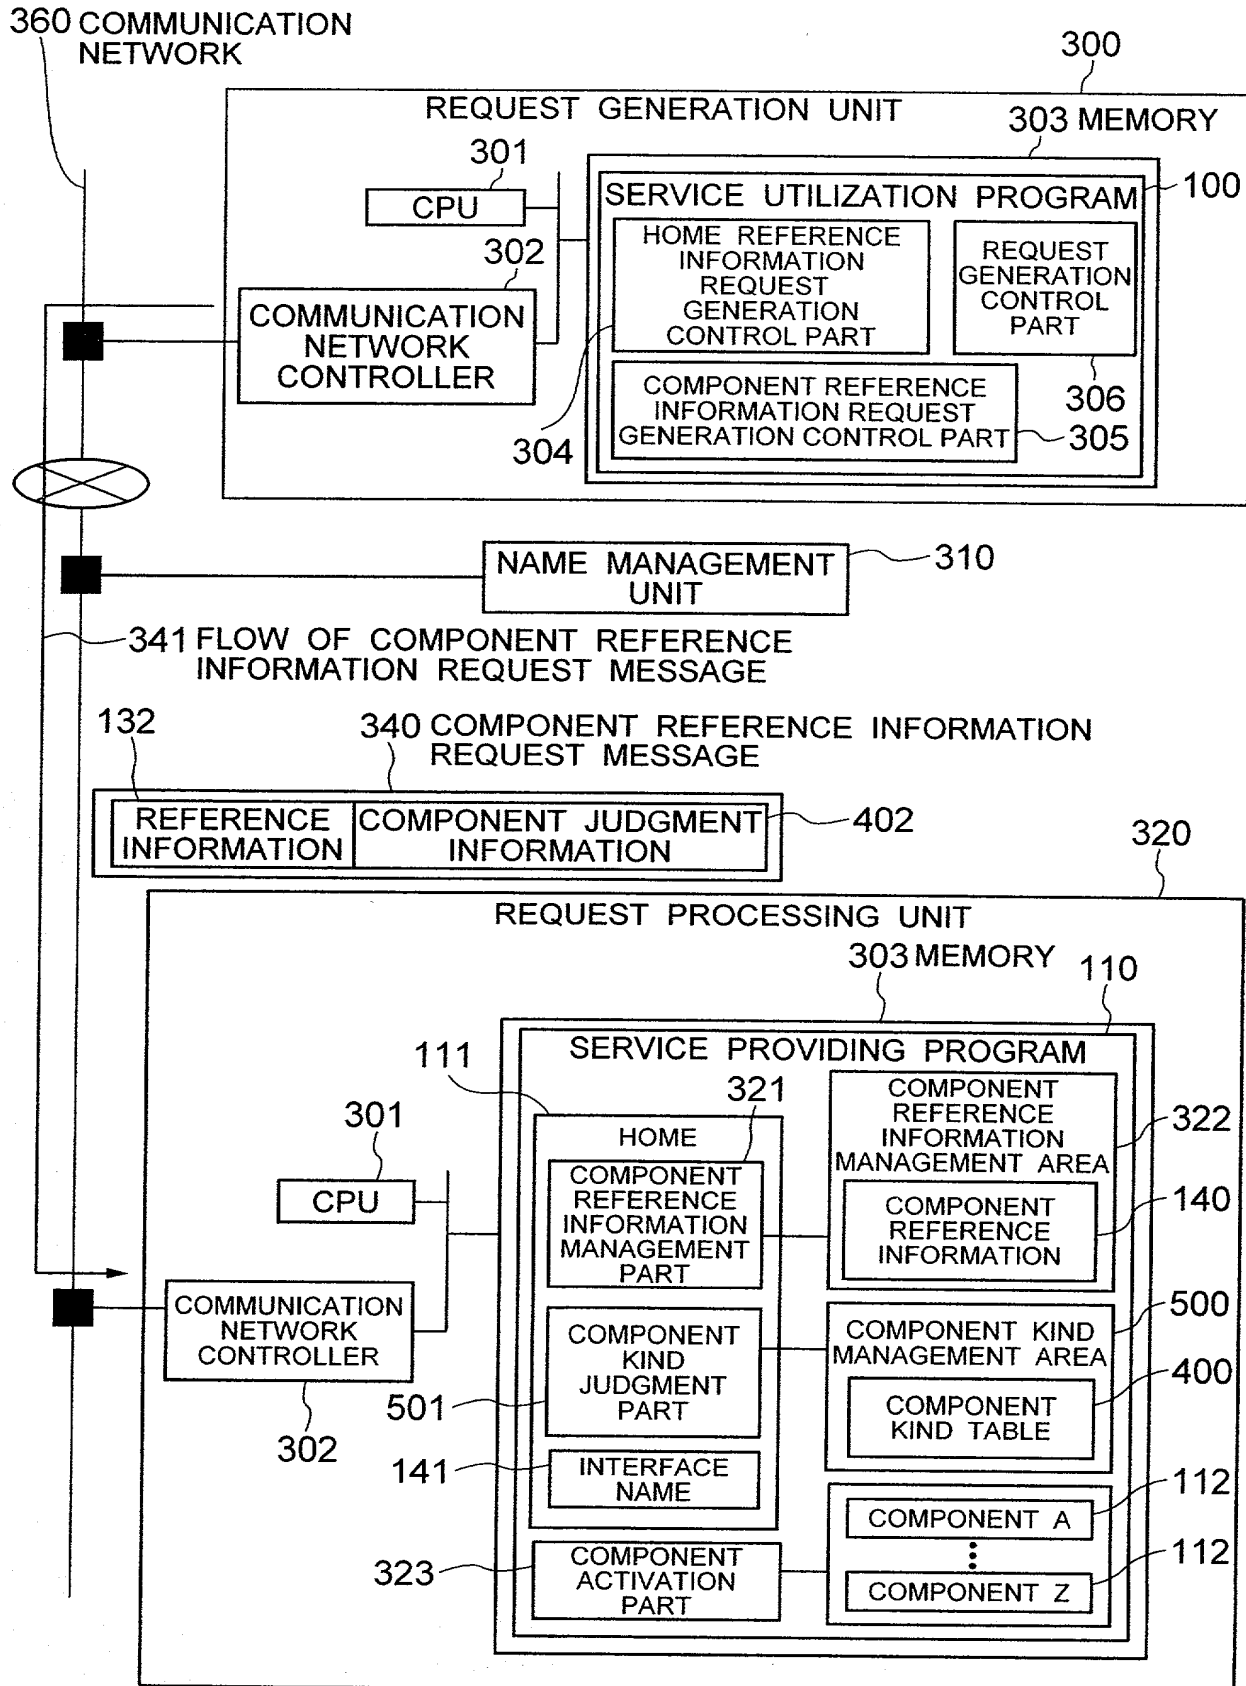 360 COMMUNICATION
NETWORK
300
REQUEST GENERATION UNIT
303 MEMORY
301
CPU
SERVICE UTILIZATION PROGRAM
100
HOME REFERENCE
INFORMATION
REQUEST
GENERATION
CONTROL PART
REQUEST
GENERATION
CONTROL
PART
302
COMMUNICATION
NETWORK
CONTROLLER
304
COMPONENT REFERENCE
INFORMATION REQUEST
GENERATION CONTROL PART
306
305
NAME MANAGEMENT
UNIT
310
341 FLOW OF COMPONENT REFERENCE
INFORMATION REQUEST MESSAGE
132
340 COMPONENT REFERENCE INFORMATION
REQUEST MESSAGE
REFERENCE
INFORMATION
COMPONENT JUDGMENT
INFORMATION
402
320
REQUEST PROCESSING UNIT
303 MEMORY
110
SERVICE PROVIDING PROGRAM
111
321
HOME
COMPONENT
REFERENCE
INFORMATION
MANAGEMENT
PART
COMPONENT
REFERENCE
INFORMATION
MANAGEMENT AREA
322
COMPONENT
REFERENCE
INFORMATION
140
301
CPU
COMMUNICATION
NETWORK
CONTROLLER
302
COMPONENT
KIND
JUDGMENT
PART
501
COMPONENT KIND
MANAGEMENT AREA
500
COMPONENT
KIND TABLE
400
141
INTERFACE
NAME
COMPONENT A
112
COMPONENT Z
112
323
COMPONENT
ACTIVATION
PART